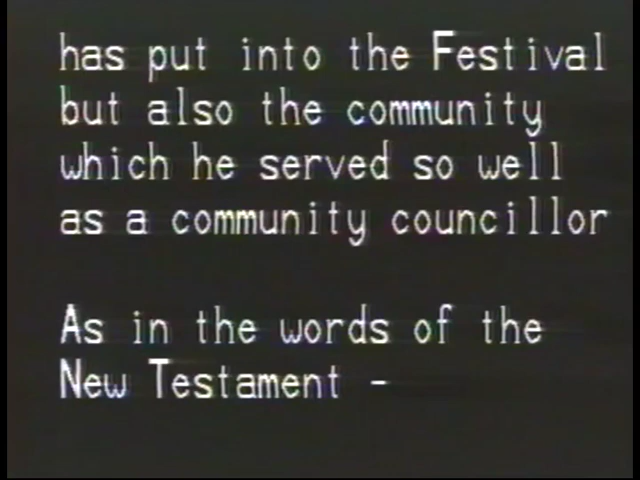 has put into the Festival
but also the community
which he served so well
as a community councillor
As in the words of the
New Testament -